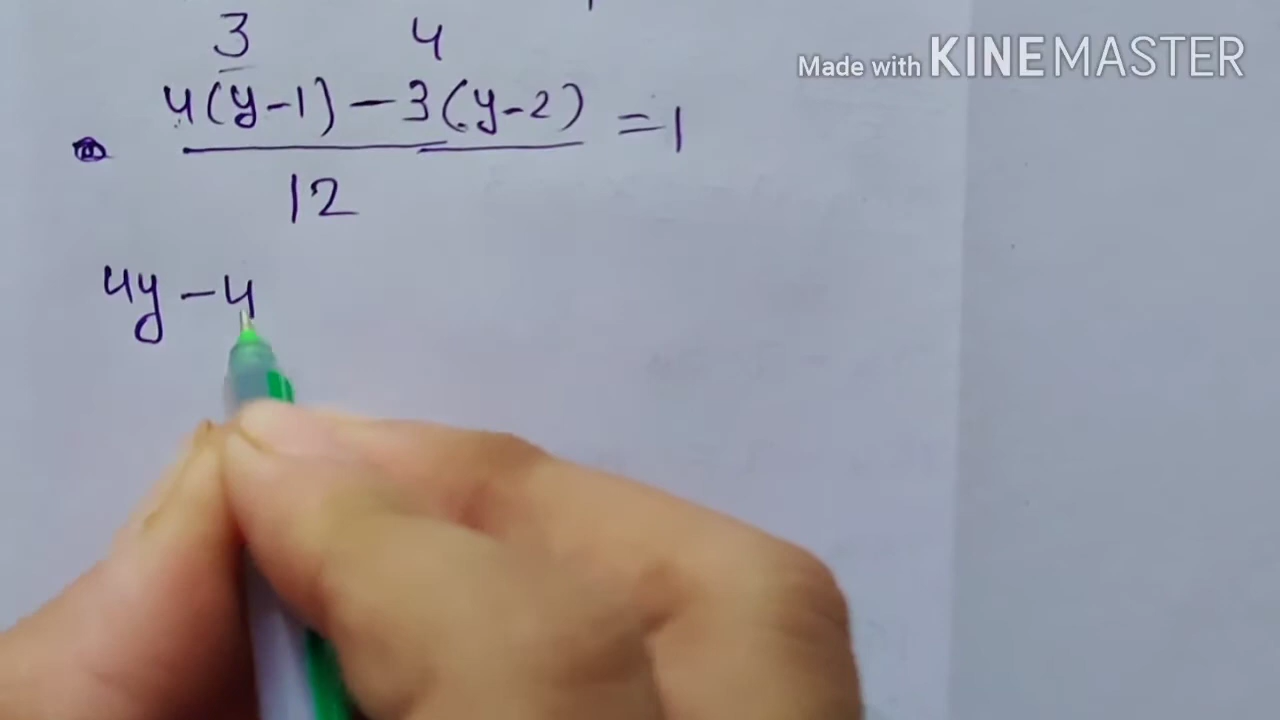 3 4
Made with KINEMASTER
4(y-1) - 3(y-2) = 1
12
4y - 4